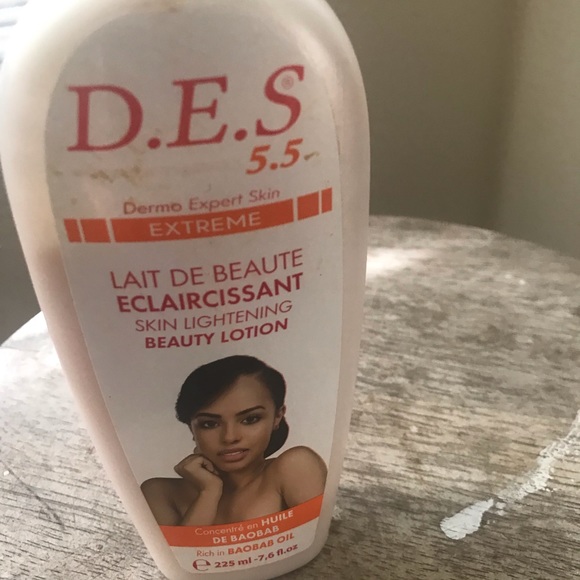 D.E.S®
5.5
Dermo Expert Skin
EXTREME
LAIT DE BEAUTE
ECLAIRCISSANT
SKIN LIGHTENING
BEAUTY LOTION
Concentré en HUILE
DE BAOBAB
Rich in BAOBAB OIL
℮ 225 ml -7,6 fl.oz